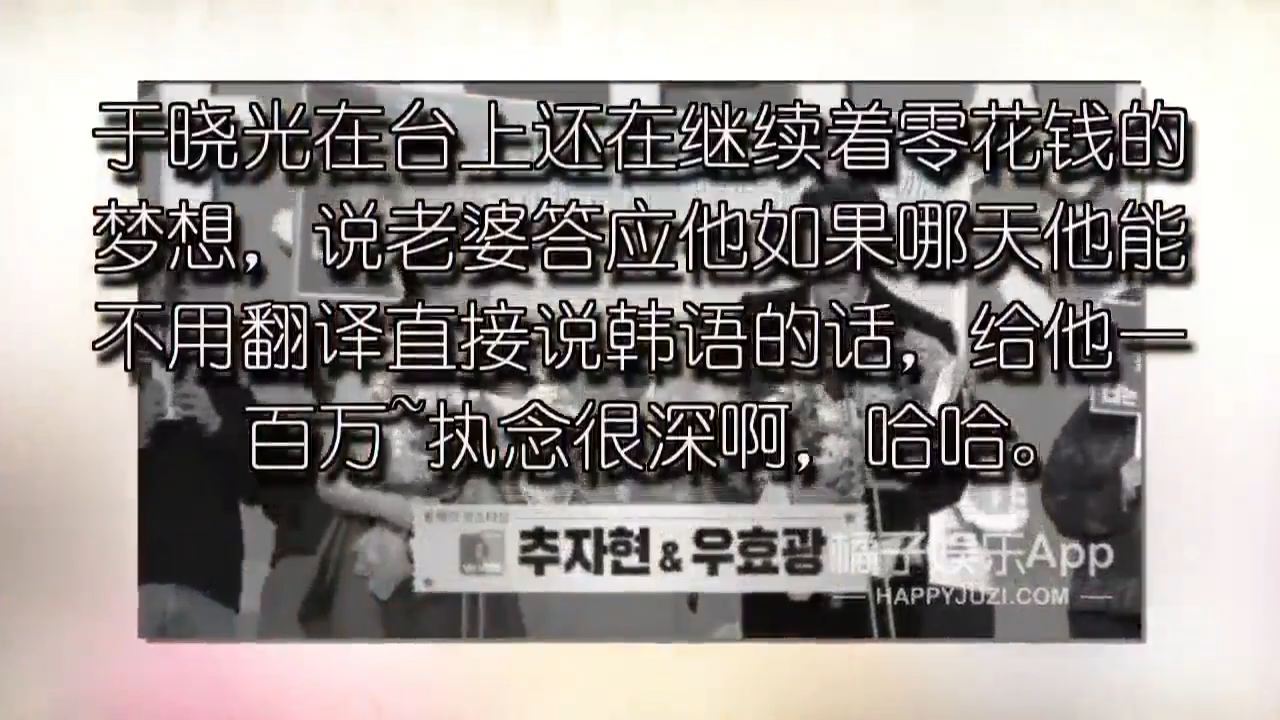 于晓光在台上还在继续着零花钱的
梦想，说老婆答应他如果哪天他能
不用翻译直接说韩语的话，给他一
百万~执念很深啊，哈哈。
추자현 & 우효광
橘子娱乐App
HAPPYJUZI.COM